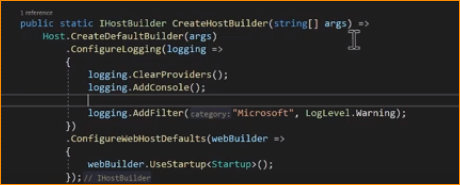 1 reference
public static IHostBuilder CreateHostBuilder(string[] args) =>
Host.CreateDefaultBuilder(args)
.ConfigureLogging(logging =>
{
logging.ClearProviders();
logging.AddConsole();
logging.AddFilter(category:"Microsoft", LogLevel.Warning);
})
.ConfigureWebHostDefaults(webBuilder =>
{
webBuilder.UseStartup<Startup>();
}); // IHostBuilder